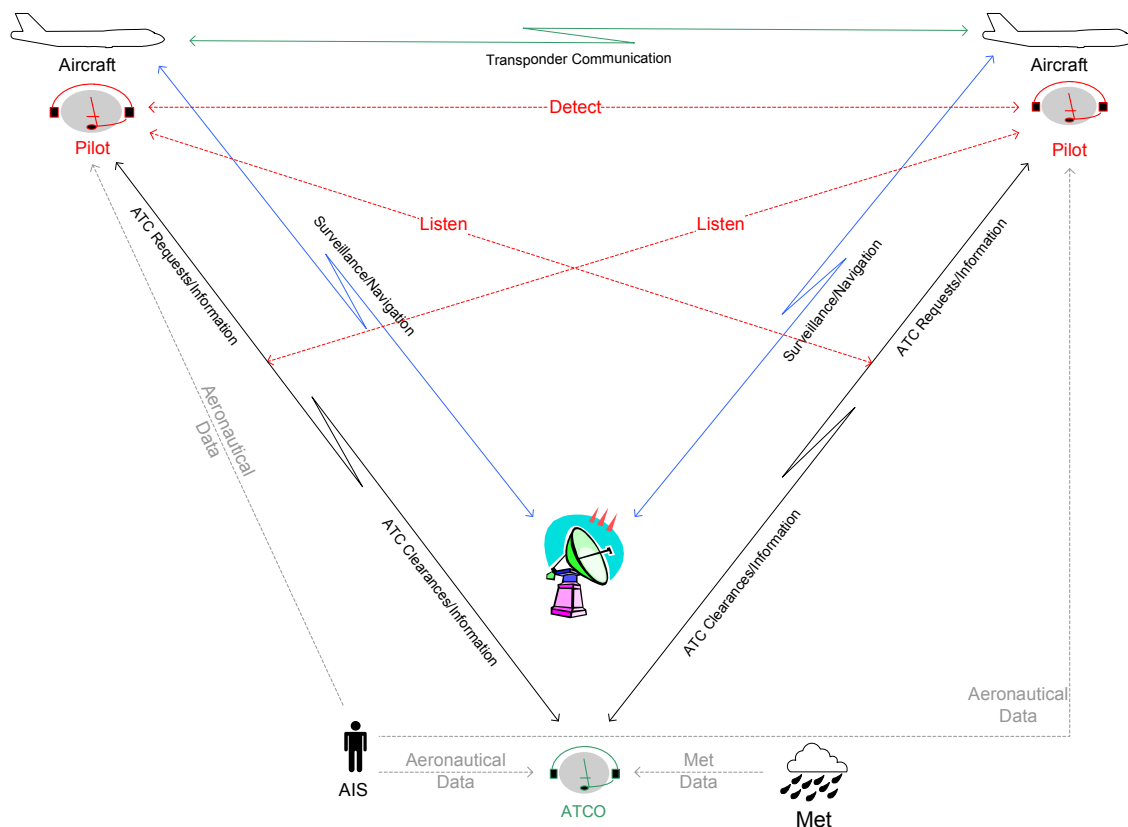 Transponder Communication
Aircraft
Aircraft
Detect
Pilot
Pilot
Listen
Listen
ATC Requests/Information
Surveillance/Navigation
Surveillance/Navigation
ATC Requests/Information
Aeronautical
Data
ATC Clearances/Information
ATC Clearances/Information
Aeronautical
Data
AIS
Aeronautical
Data
Met
Data
ATCO
Met